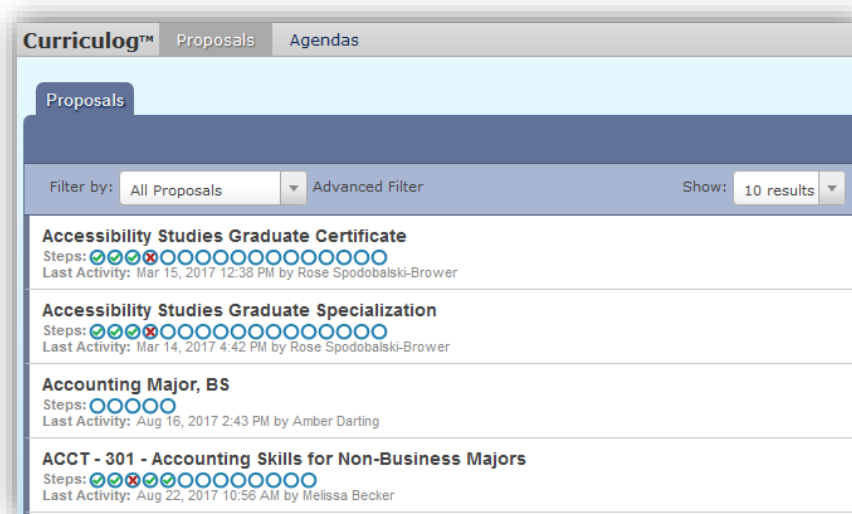 Curriculog™ Proposals Agendas
Proposals
Filter by: All Proposals Advanced Filter Show: 10 results
Accessibility Studies Graduate Certificate
Steps:
Last Activity: Mar 15, 2017 12:38 PM by Rose Spodobalski-Brower
Accessibility Studies Graduate Specialization
Steps:
Last Activity: Mar 14, 2017 4:42 PM by Rose Spodobalski-Brower
Accounting Major, BS
Steps:
Last Activity: Aug 16, 2017 2:43 PM by Amber Darting
ACCT - 301 - Accounting Skills for Non-Business Majors
Steps:
Last Activity: Aug 22, 2017 10:56 AM by Melissa Becker